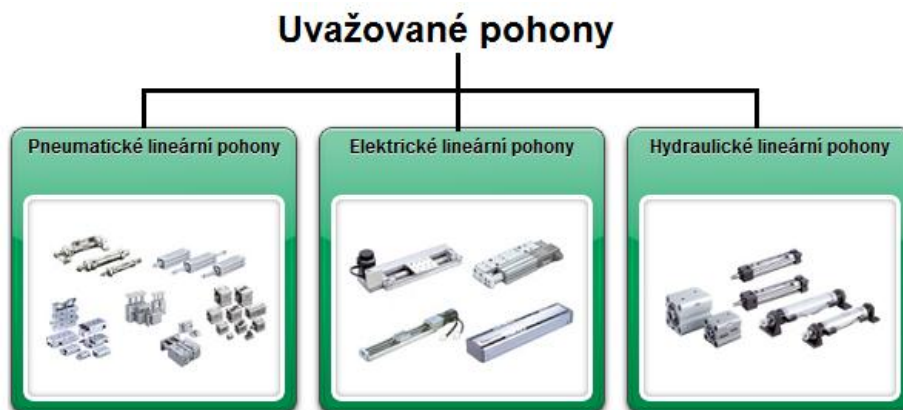 Uvažované pohony
Pneumatické lineární pohony
Elektrické lineární pohony
Hydraulické lineární pohony